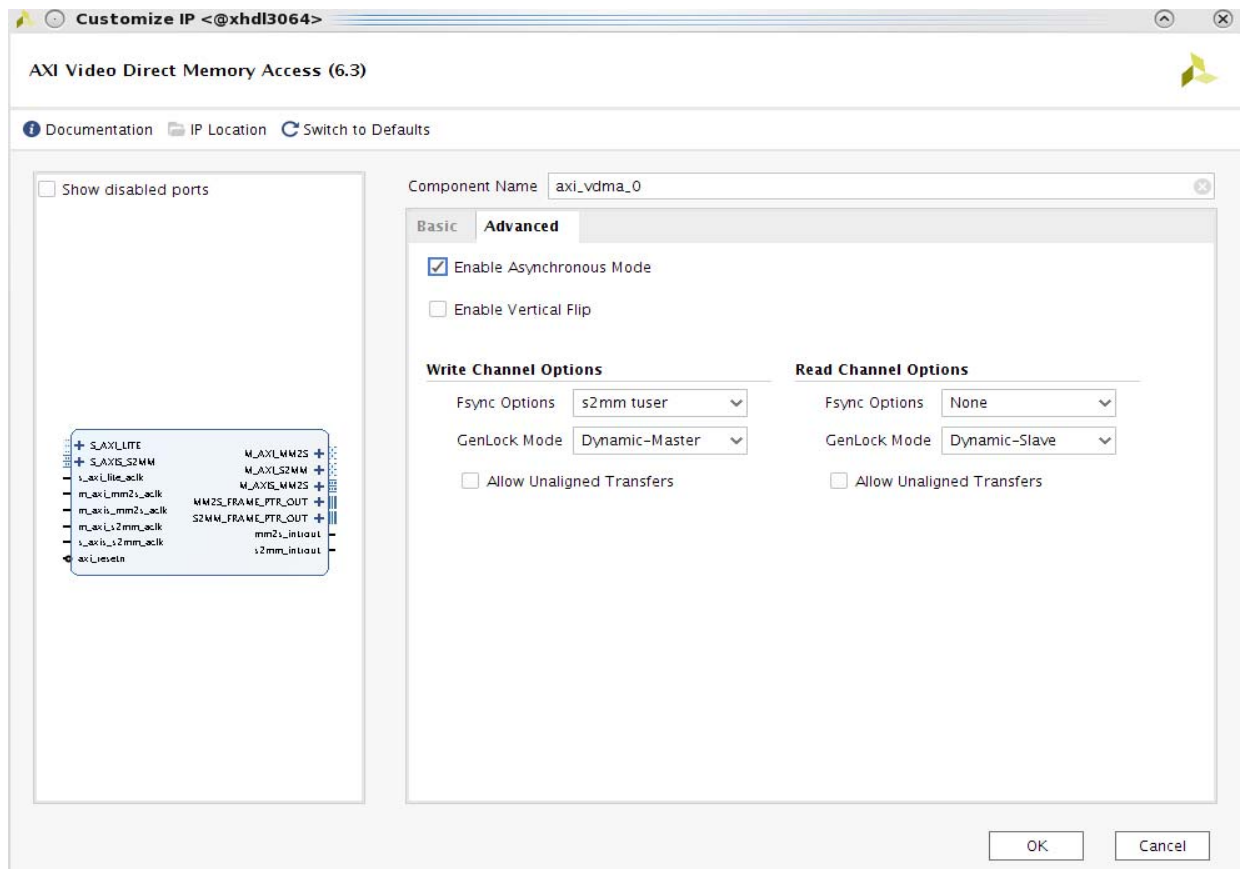 Customize IP <@xhdl3064>
AXI Video Direct Memory Access (6.3)
Documentation IP Location Switch to Defaults
Show disabled ports
S_AXI_LITE
S_AXIS_S2MM
s_axi_lite_aclk
m_axi_mm2s_aclk
m_axis_mm2s_aclk
m_axi_s2mm_aclk
s_axis_s2mm_aclk
axi_resetn
M_AXI_MM2S
M_AXI_S2MM
M_AXIS_MM2S
MM2S_FRAME_PTR_OUT
S2MM_FRAME_PTR_OUT
mm2s_introut
s2mm_introut
Component Name axi_vdma_0
Basic Advanced
Enable Asynchronous Mode
Enable Vertical Flip
Write Channel Options
Fsync Options s2mm tuser
GenLock Mode Dynamic-Master
Allow Unaligned Transfers
Read Channel Options
Fsync Options None
GenLock Mode Dynamic-Slave
Allow Unaligned Transfers
OK Cancel